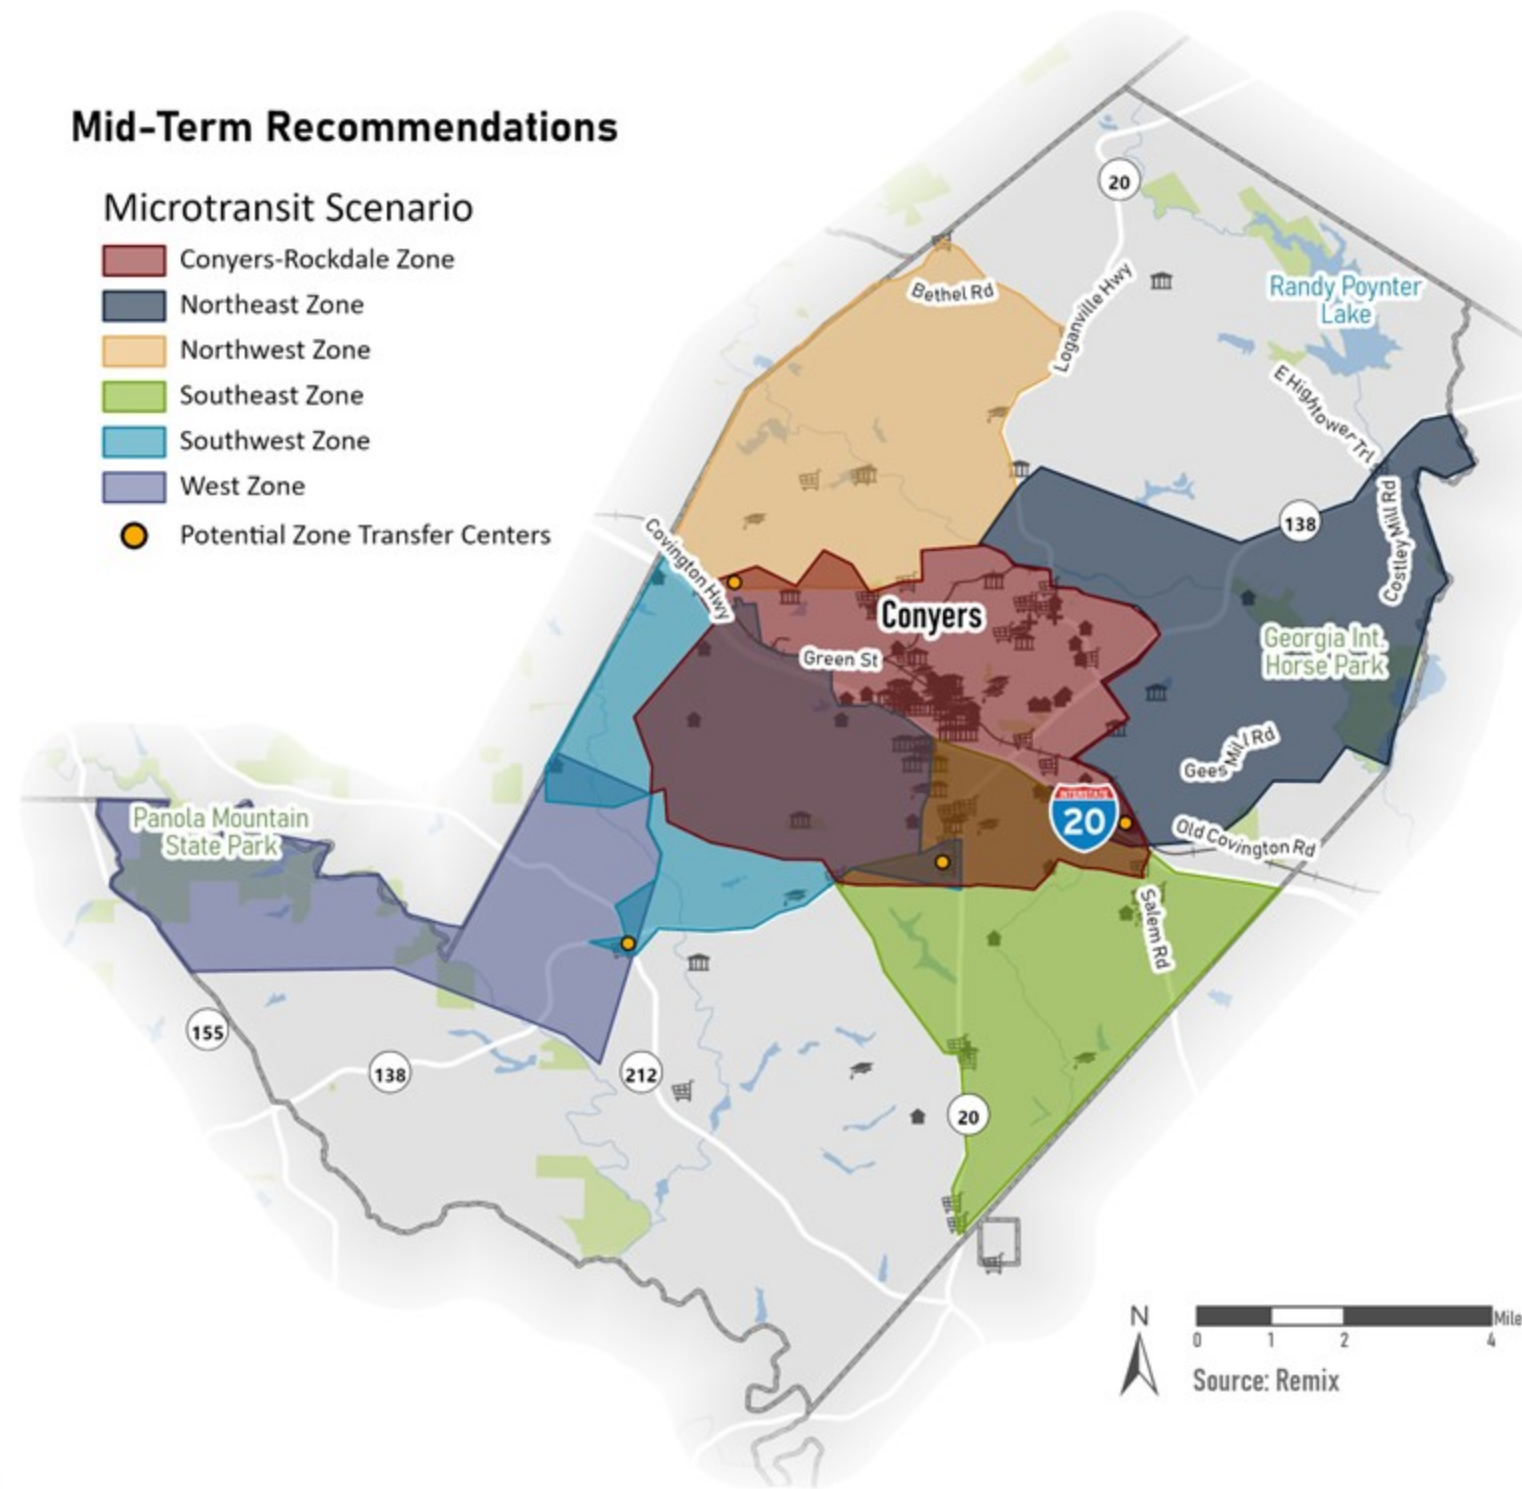 Mid-Term Recommendations
Microtransit Scenario
Conyers-Rockdale Zone
Northeast Zone
Northwest Zone
Southeast Zone
Southwest Zone
West Zone
Potential Zone Transfer Centers
20
Bethel Rd
Loganville Hwy
Randy Poynter
Lake
E Hightower Trl
138
Costley Mill Rd
Covington Hwy
Conyers
Green St
Georgia Int.
Horse Park
Gees Mill Rd
INTERSTATE
20
Old Covington Rd
Salem Rd
Panola Mountain
State Park
155
138
212
20
N
0 1 2 4
Mile
Source: Remix